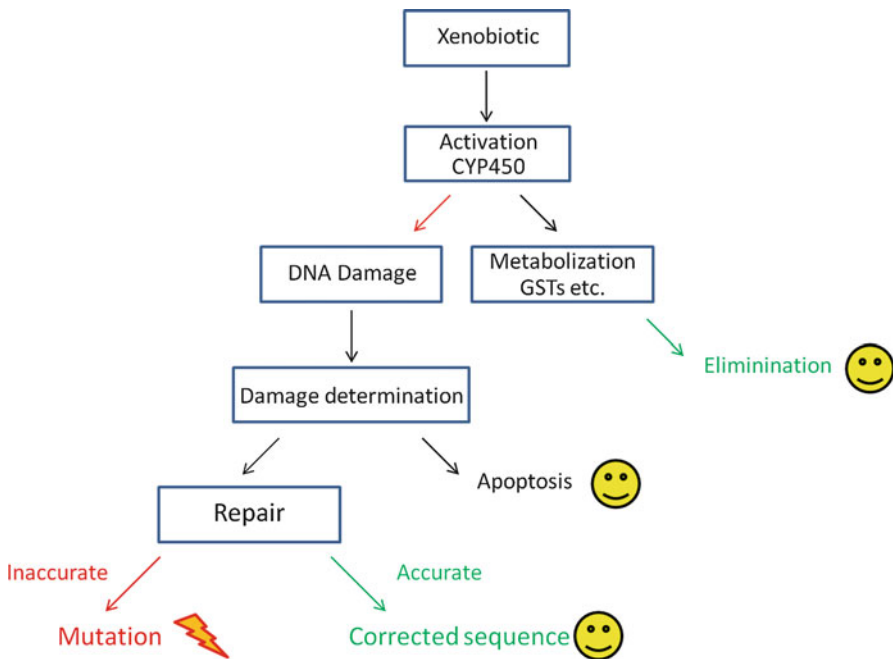 Xenobiotic
Activation
CYP450
DNA Damage
Metabolization
GSTs etc.
Eliminination
Damage determination
Apoptosis
Repair
Inaccurate
Accurate
Mutation
Corrected sequence